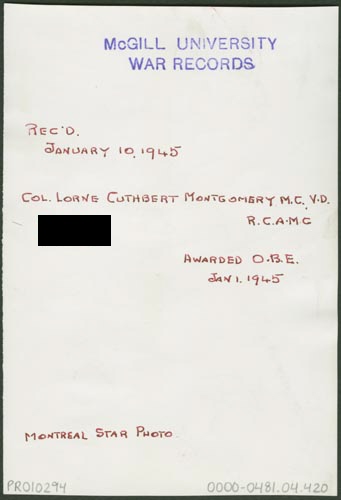 McGILL UNIVERSITY
WAR RECORDS
REC'D.
JANUARY 10, 1945
COL. LORNE CUTHBERT MONTGOMERY M.C., V.D.
R.C.A.M.C
AWARDED O.B.E.
JAN 1. 1945
MONTREAL STAR PHOTO.
PR010294
0000-0481.04.420